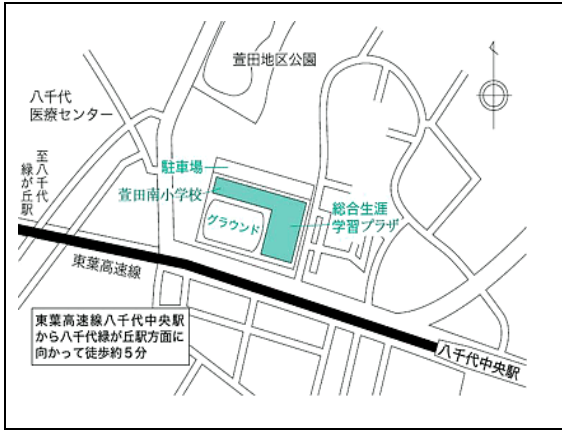 萱田地区公園
八千代
医療センター
至八千代
緑が丘駅
駐車場
萱田南小学校
グラウンド
総合生涯
学習プラザ
東葉高速線
八千代中央駅
東葉高速線八千代中央駅
から八千代緑が丘駅方面に
向かって徒歩約5分